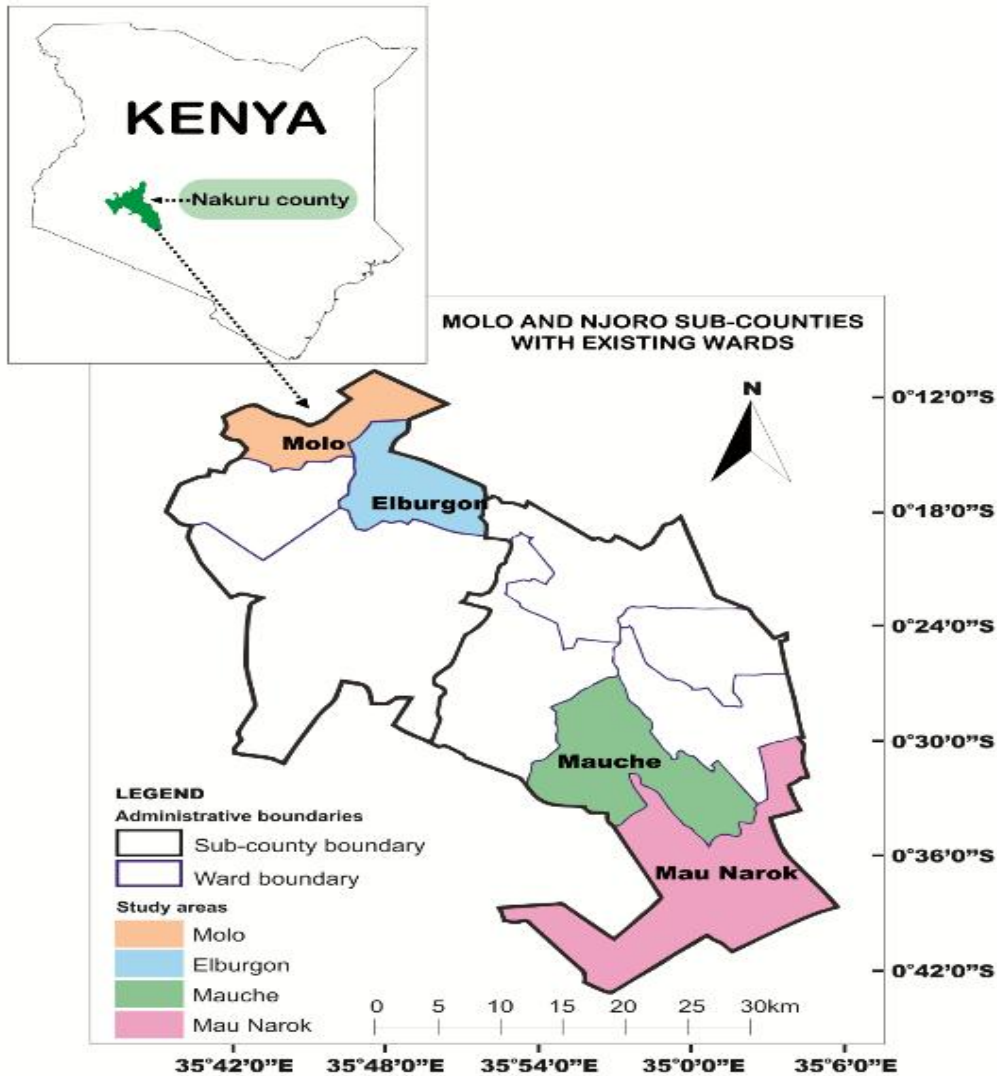 KENYA
Nakuru county
MOLO AND NJORO SUB-COUNTIES
WITH EXISTING WARDS
N
0°12’0”S
Molo
Elburgon
0°18’0”S
0°24’0”S
0°30’0”S
Mauche
0°36’0”S
Mau Narok
0°42’0”S
LEGEND
Administrative boundaries
Sub-county boundary
Ward boundary
Study areas
Molo
Elburgon
Mauche
Mau Narok
0 5 10 15 20 25 30km
35°42’0”E 35°48’0”E 35°54’0”E 35°0’0”E 35°6’0”E